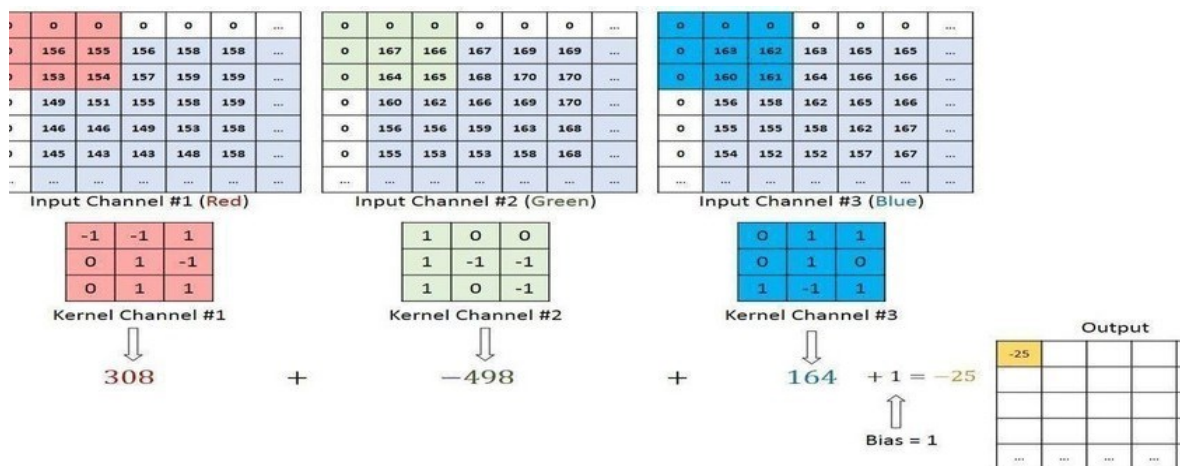 0 0 0 0 0 0 ...
0 156 155 156 158 158 ...
0 153 154 157 159 159 ...
0 149 151 155 158 159 ...
0 146 146 149 153 158 ...
0 145 143 143 148 158 ...
... ... ... ... ... ... ...
Input Channel #1 (Red)
0 0 0 0 0 0 ...
0 167 166 167 169 169 ...
0 164 165 168 170 170 ...
0 160 162 166 169 170 ...
0 156 156 159 163 168 ...
0 155 153 153 158 168 ...
... ... ... ... ... ... ...
Input Channel #2 (Green)
0 0 0 0 0 0 ...
0 163 162 163 165 165 ...
0 160 161 164 166 166 ...
0 156 158 162 165 166 ...
0 155 155 158 162 167 ...
0 154 152 152 157 167 ...
... ... ... ... ... ... ...
Input Channel #3 (Blue)
-1 -1 1
0 1 -1
0 1 1
Kernel Channel #1
1 0 0
1 -1 -1
1 0 -1
Kernel Channel #2
0 1 1
0 1 0
1 -1 1
Kernel Channel #3
308 + −498 + 164 + 1 = −25
Bias = 1
Output
-25
... ... ... ...